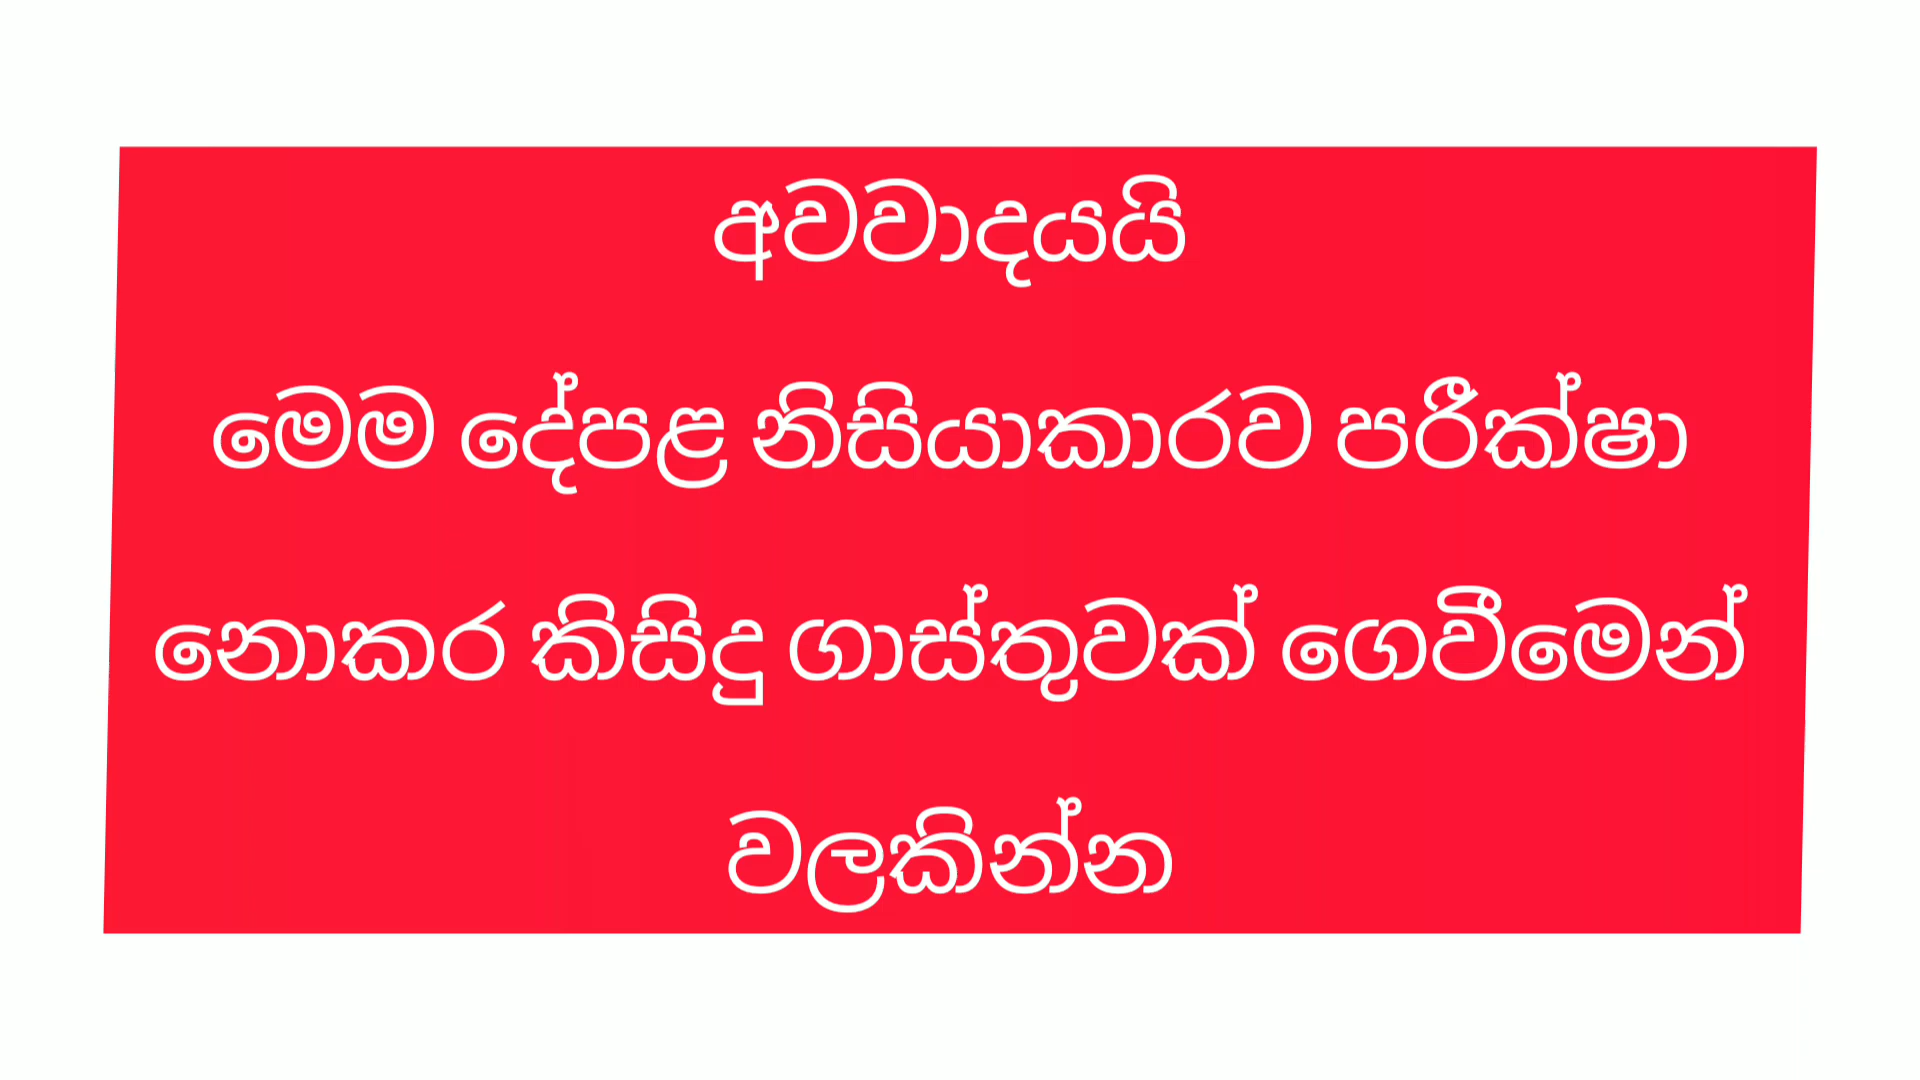 අවවාදයයි
මෙම දේපළ නිසියාකාරව පරීක්ෂා
නොකර කිසිදු ගාස්තුවක් ගෙවීමෙන්
වලකින්න